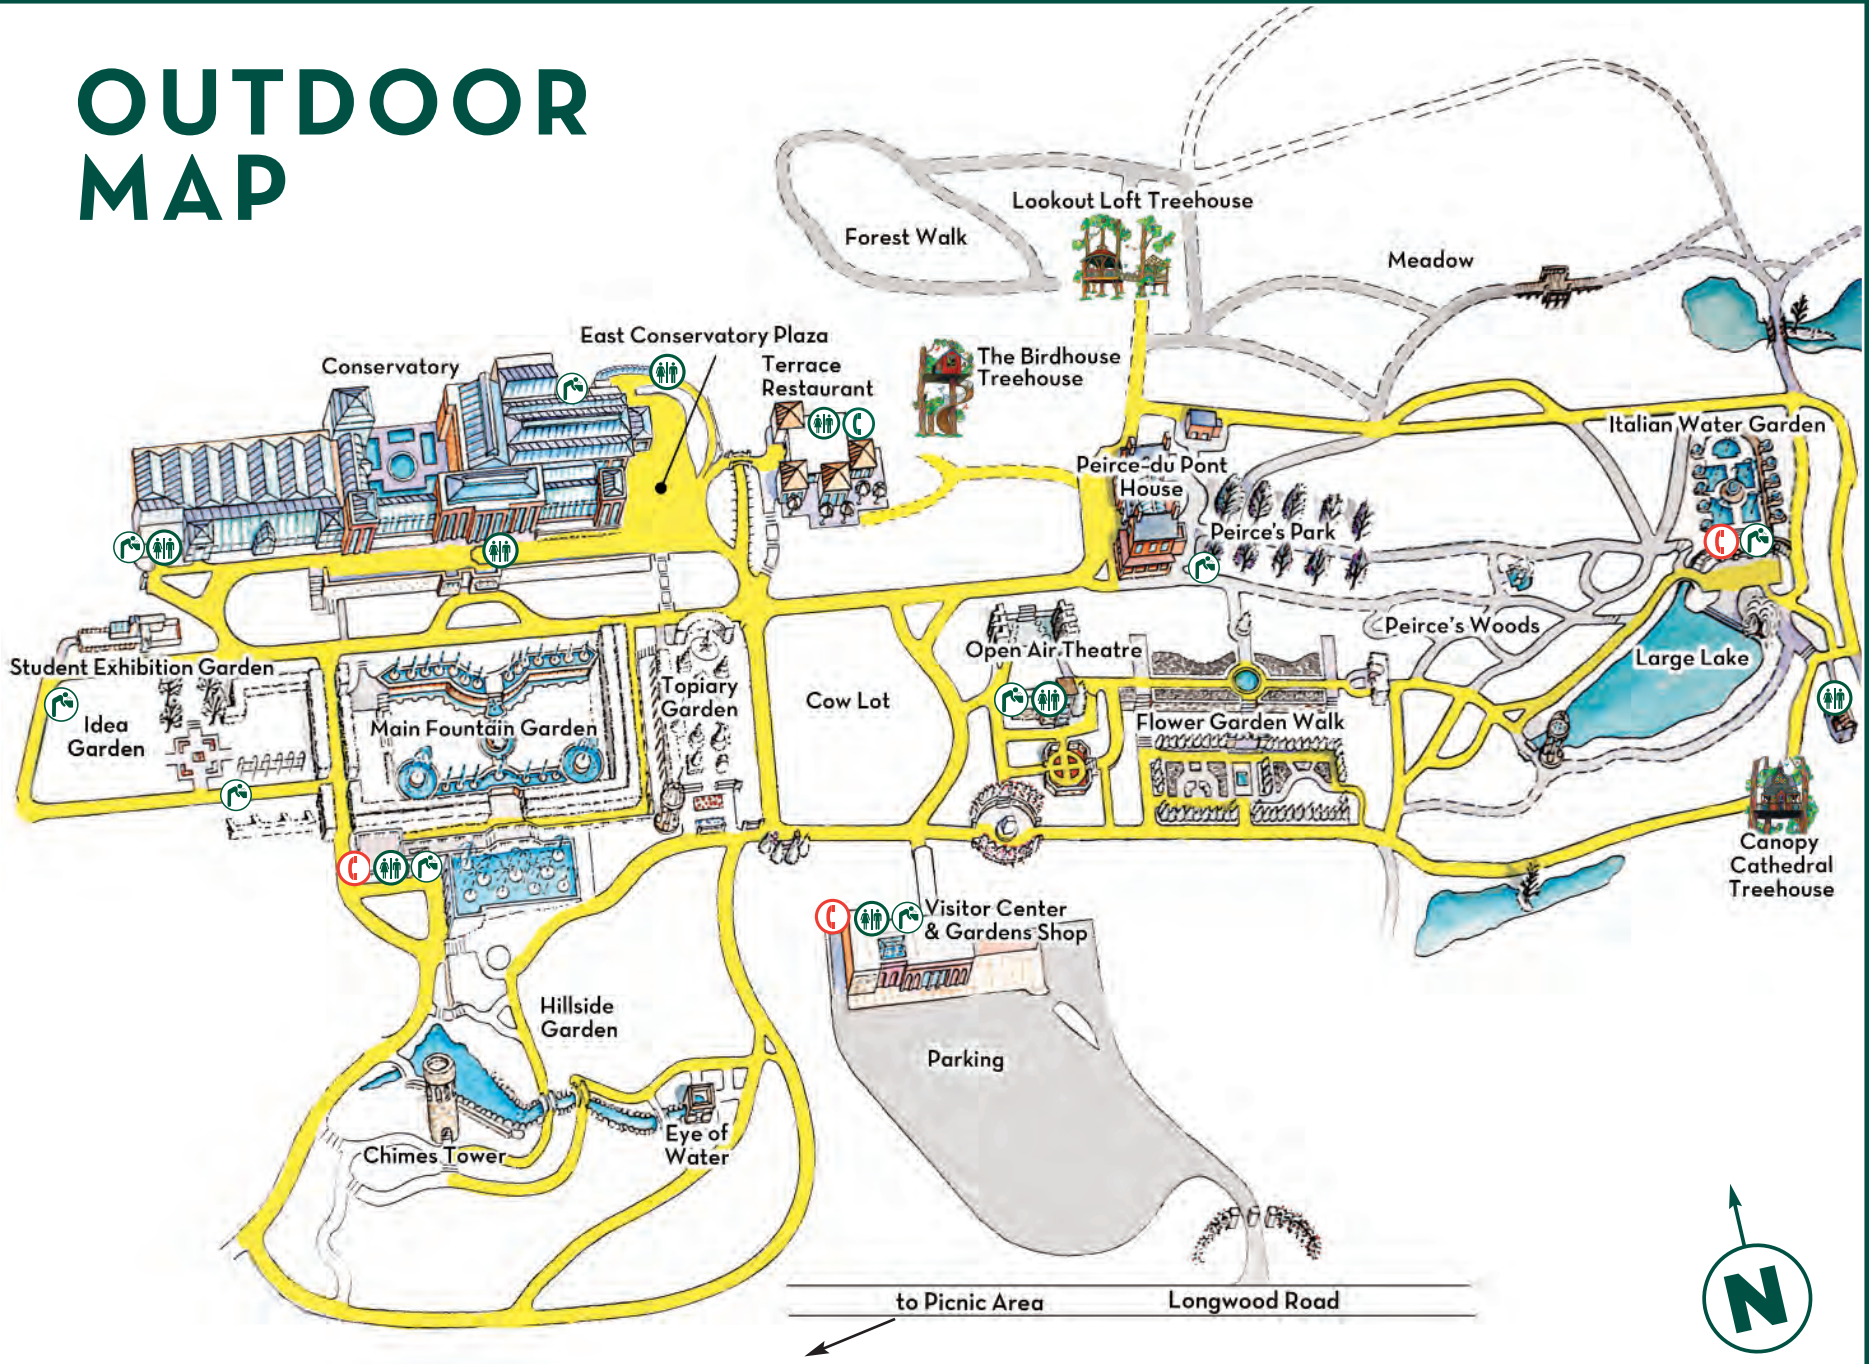 OUTDOOR
MAP
Lookout Loft Treehouse
Forest Walk
Meadow
East Conservatory Plaza
Conservatory
Terrace
Restaurant
The Birdhouse
Treehouse
Italian Water Garden
Peirce-du Pont
House
Peirce's Park
Peirce's Woods
Open Air Theatre
Large Lake
Student Exhibition Garden
Topiary
Garden
Cow Lot
Idea
Garden
Main Fountain Garden
Flower Garden Walk
Canopy
Cathedral
Treehouse
Visitor Center
& Gardens Shop
Hillside
Garden
Parking
Eye of
Water
Chimes Tower
to Picnic Area
Longwood Road
N